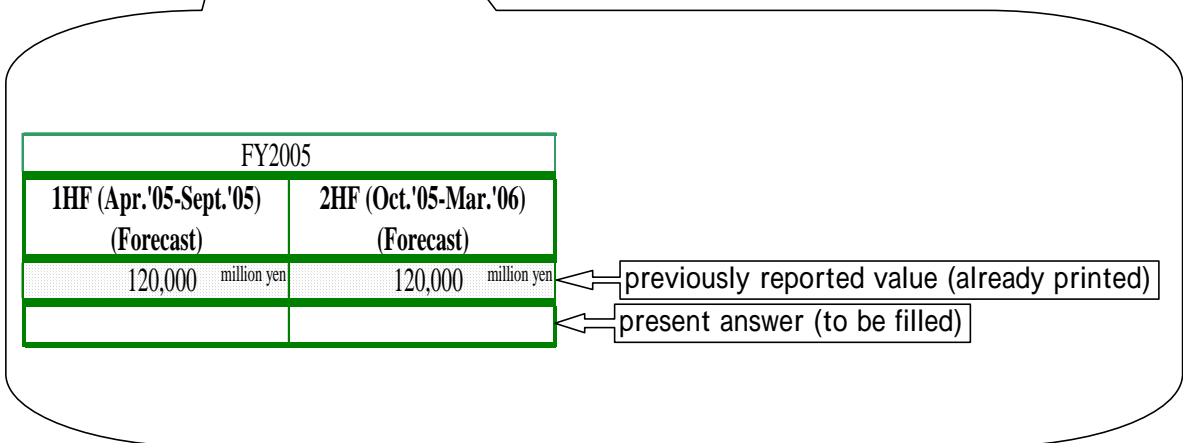 FY2005
1HF (Apr.'05-Sept.'05) 2HF (Oct.'05-Mar.'06)
(Forecast) (Forecast)
120,000 million yen 120,000 million yen previously reported value (already printed)
present answer (to be filled)